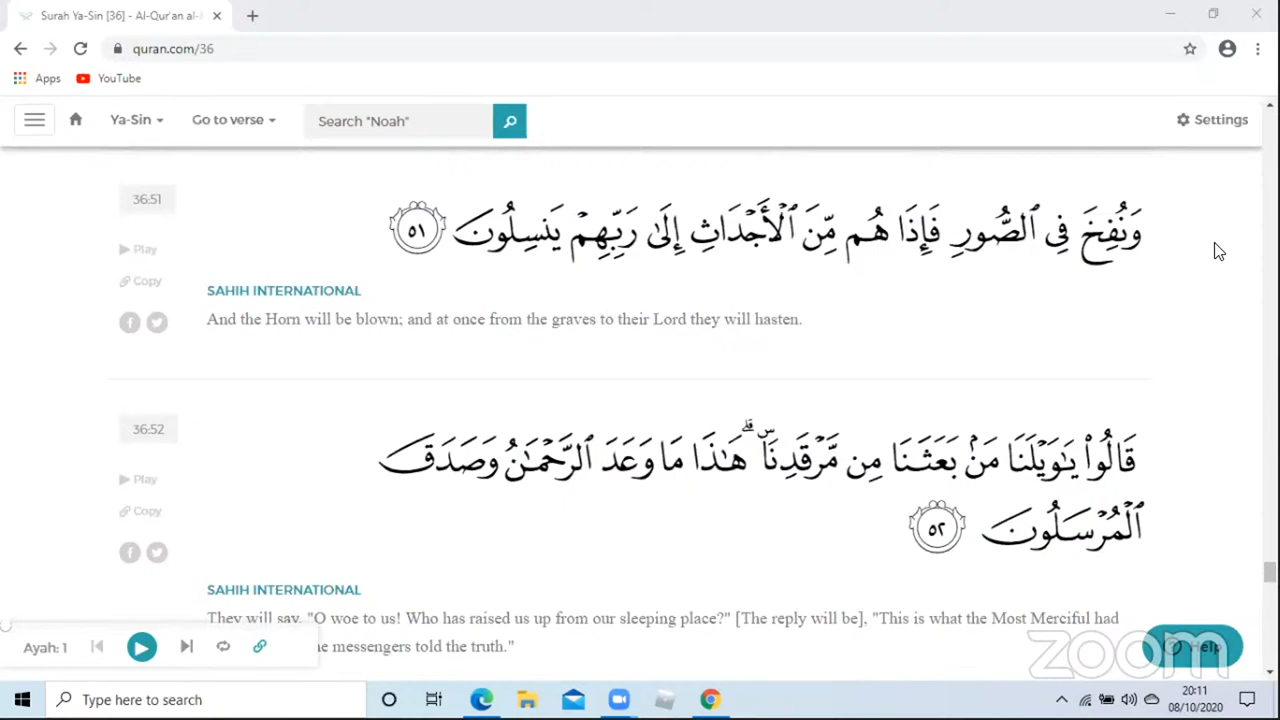 Surah Ya-Sin [36] - Al-Qur'an al-
quran.com/36
Apps YouTube
Ya-Sin Go to verse Search "Noah" Settings
36:51
وَنُفِخَ فِى ٱلصُّورِ فَإِذَا هُم مِّنَ ٱلْأَجْدَاثِ إِلَىٰ رَبِّهِمْ يَنسِلُونَ ٥١
Play
Copy
SAHIH INTERNATIONAL
And the Horn will be blown; and at once from the graves to their Lord they will hasten.
36:52
قَالُوا۟ يَـٰوَيْلَنَا مَنۢ بَعَثَنَا مِن مَّرْقَدِنَا ۜ ۗ هَـٰذَا مَا وَعَدَ ٱلرَّحْمَـٰنُ وَصَدَقَ
ٱلْمُرْسَلُونَ ٥٢
Play
Copy
SAHIH INTERNATIONAL
They will say, "O woe to us! Who has raised us up from our sleeping place?" [The reply will be], "This is what the Most Merciful had
e messengers told the truth."
Ayah: 1
zoom
Help
Type here to search
20:11
08/10/2020